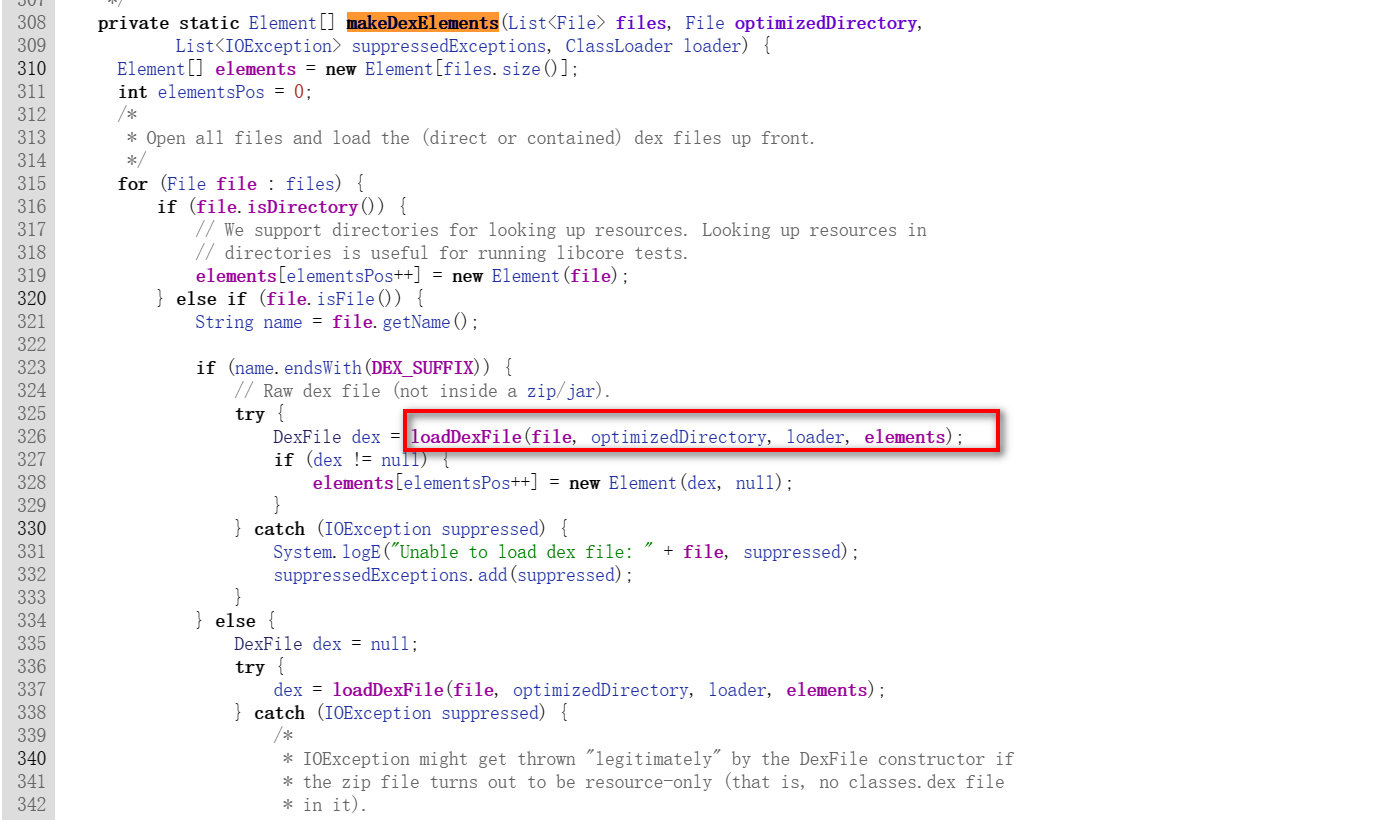 307     */
308    private static Element[] makeDexElements(List<File> files, File optimizedDirectory,
309            List<IOException> suppressedExceptions, ClassLoader loader) {
310      Element[] elements = new Element[files.size()];
311      int elementsPos = 0;
312      /*
313       * Open all files and load the (direct or contained) dex files up front.
314       */
315      for (File file : files) {
316          if (file.isDirectory()) {
317              // We support directories for looking up resources. Looking up resources in
318              // directories is useful for running libcore tests.
319              elements[elementsPos++] = new Element(file);
320          } else if (file.isFile()) {
321              String name = file.getName();
322
323              if (name.endsWith(DEX_SUFFIX)) {
324                  // Raw dex file (not inside a zip/jar).
325                  try {
326                      DexFile dex = loadDexFile(file, optimizedDirectory, loader, elements);
327                      if (dex != null) {
328                          elements[elementsPos++] = new Element(dex, null);
329                      }
330                  } catch (IOException suppressed) {
331                      System.logE("Unable to load dex file: " + file, suppressed);
332                      suppressedExceptions.add(suppressed);
333                  }
334              } else {
335                  DexFile dex = null;
336                  try {
337                      dex = loadDexFile(file, optimizedDirectory, loader, elements);
338                  } catch (IOException suppressed) {
339                      /*
340                       * IOException might get thrown "legitimately" by the DexFile constructor if
341                       * the zip file turns out to be resource-only (that is, no classes.dex file
342                       * in it).